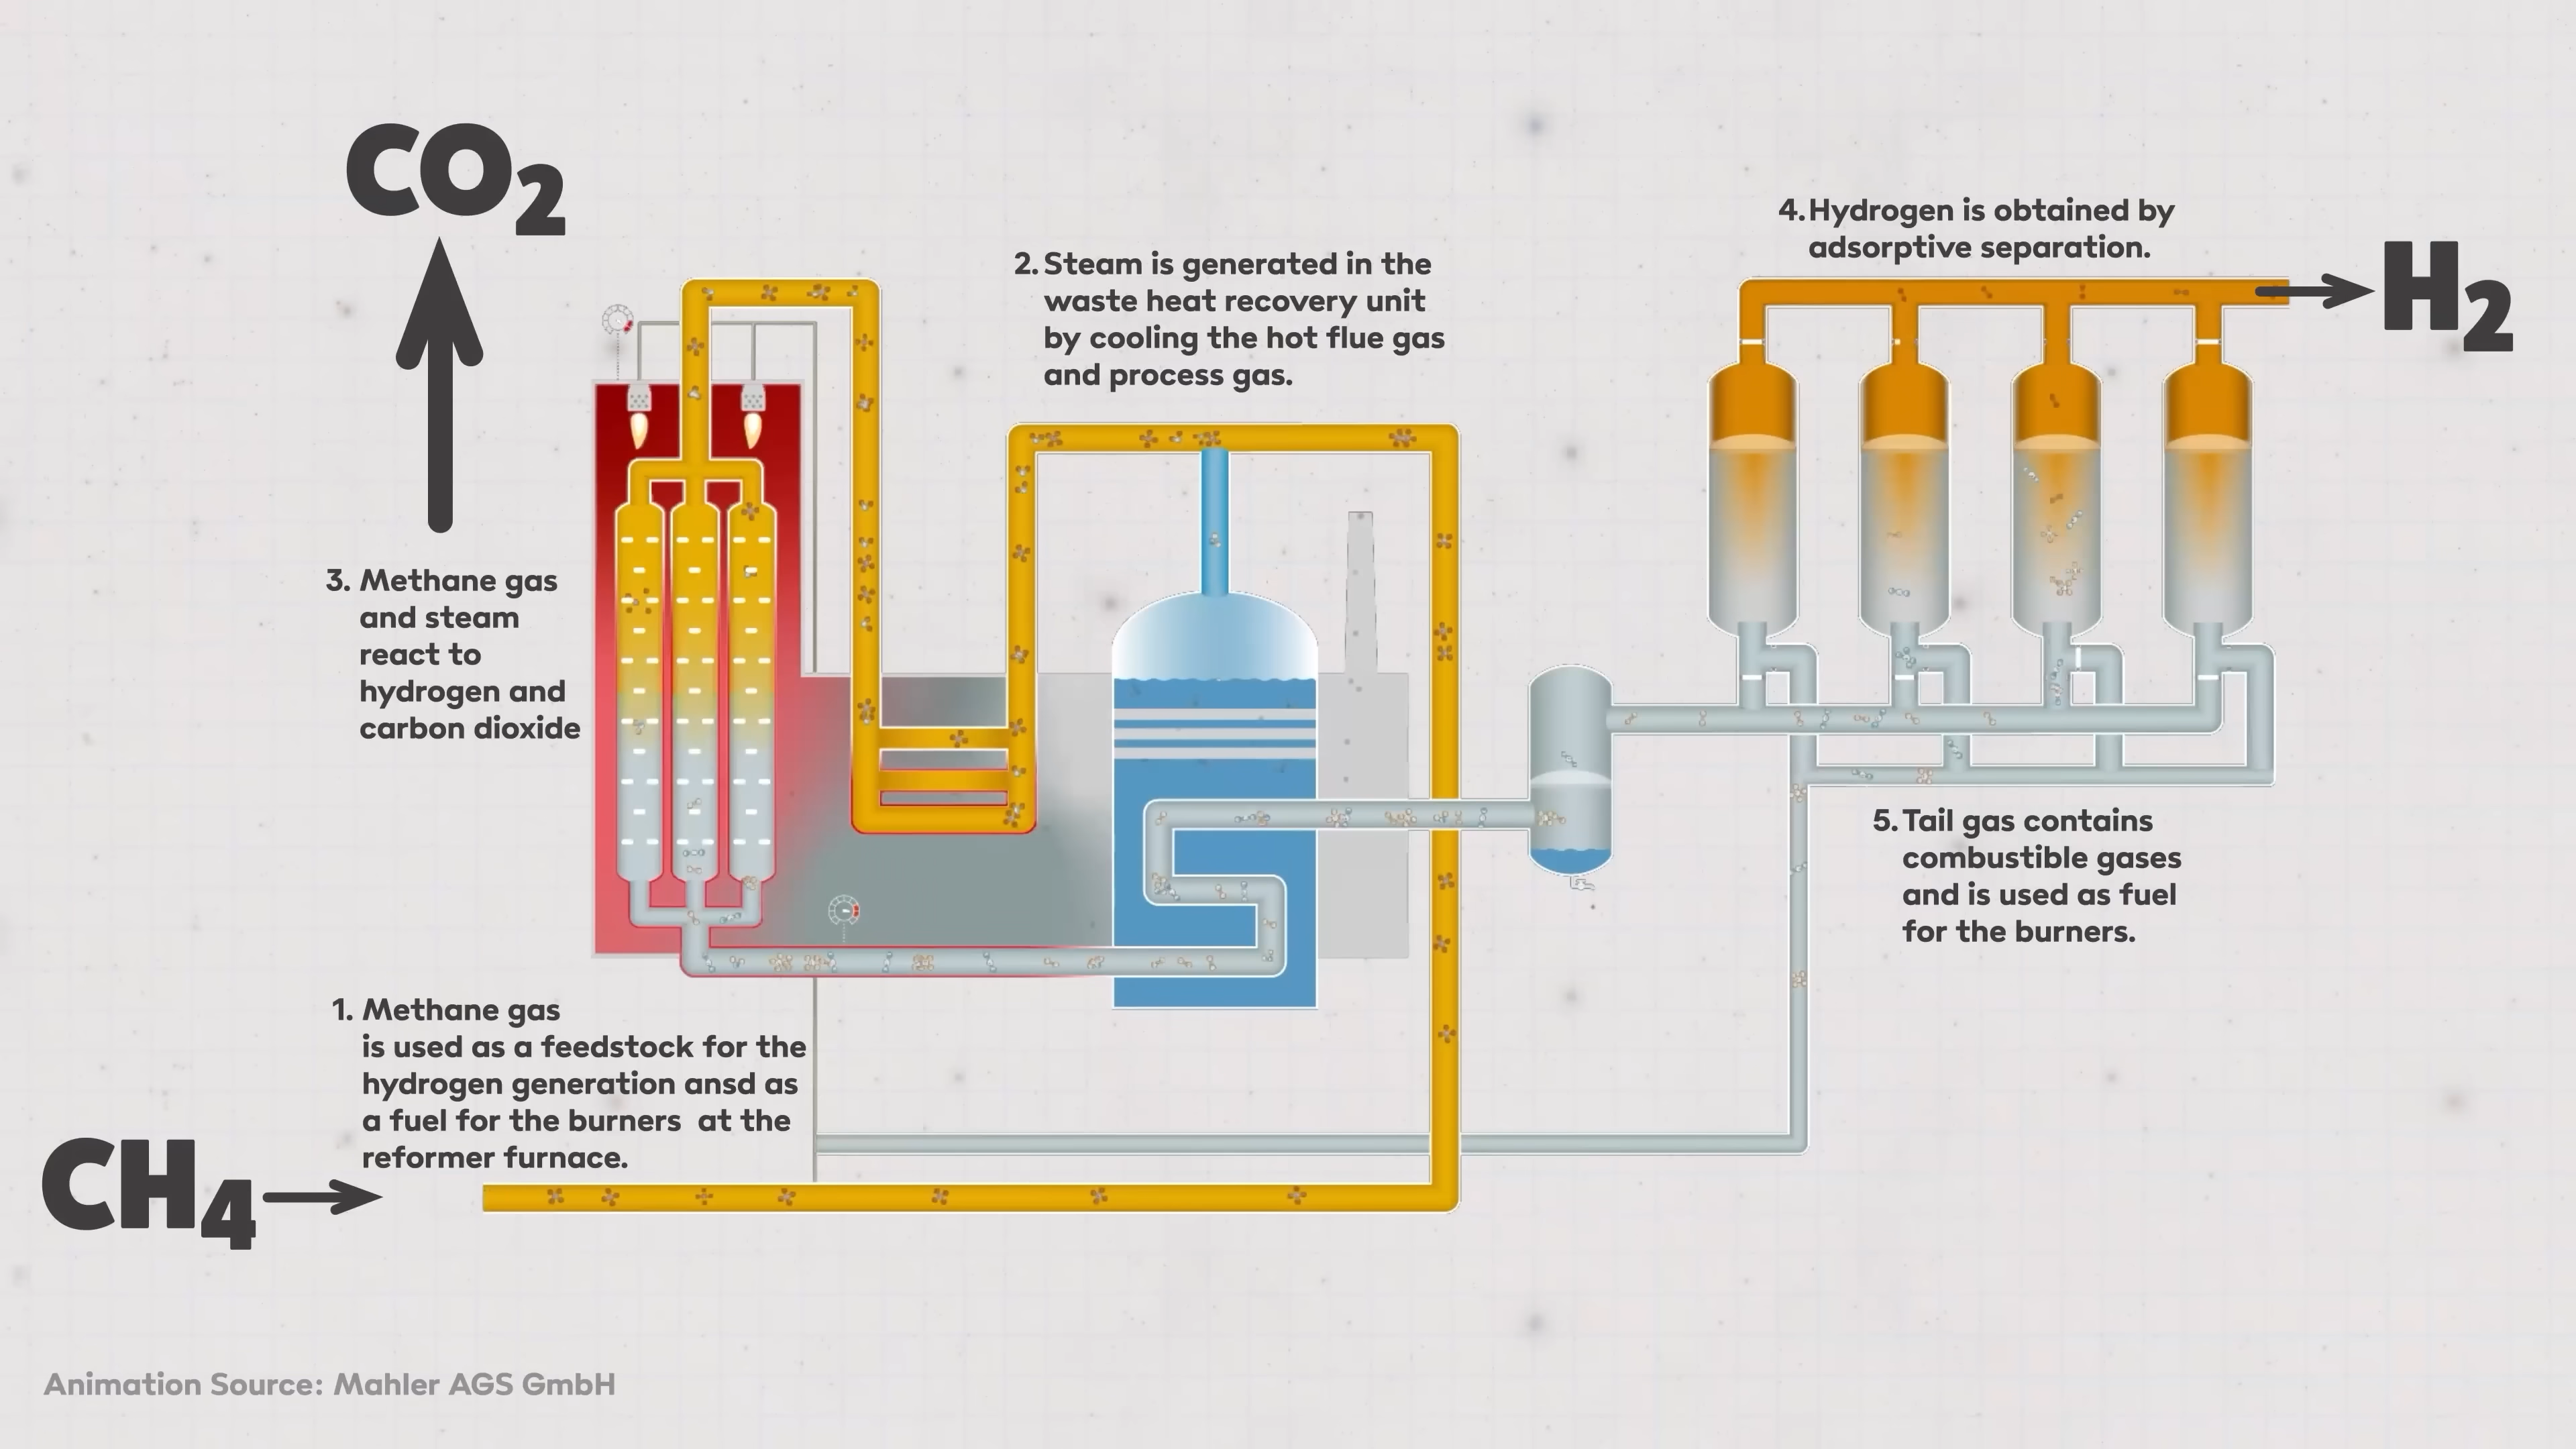 CO2
4. Hydrogen is obtained by
adsorptive separation.
H2
2. Steam is generated in the
waste heat recovery unit
by cooling the hot flue gas
and process gas.
3. Methane gas
and steam
react to
hydrogen and
carbon dioxide
5. Tail gas contains
combustible gases
and is used as fuel
for the burners.
1. Methane gas
is used as a feedstock for the
hydrogen generation ansd as
a fuel for the burners  at the
reformer furnace.
CH4
Animation Source: Mahler AGS GmbH